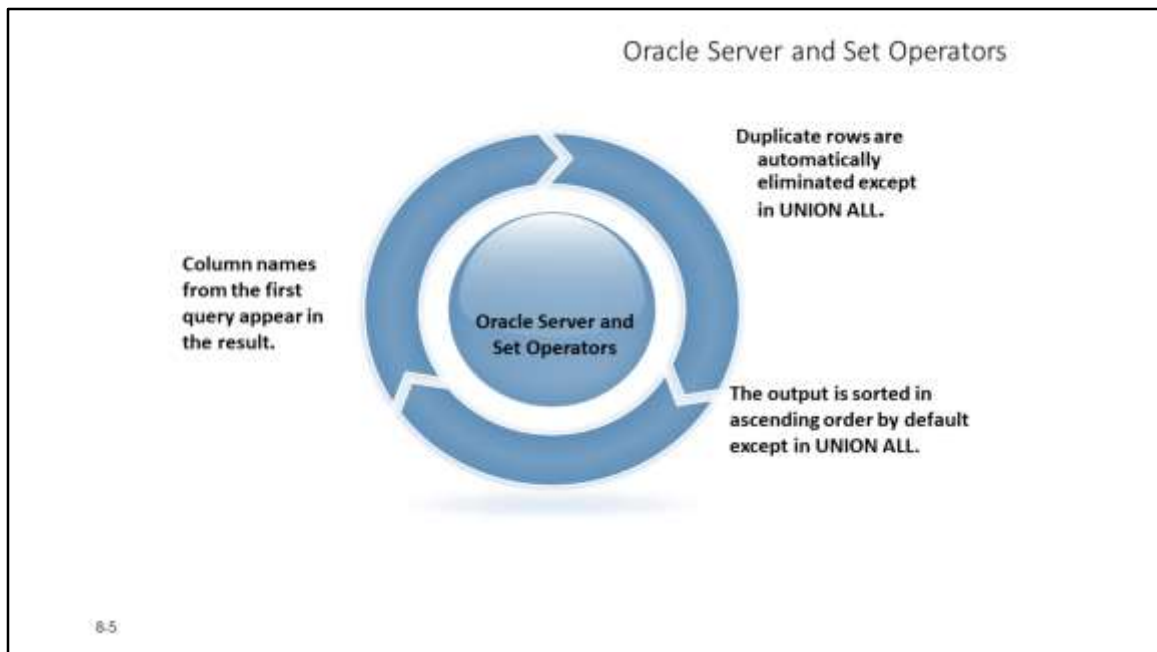 Oracle Server and Set Operators
Duplicate rows are
automatically
eliminated except
in UNION ALL.
Column names
from the first
query appear in
the result.
Oracle Server and
Set Operators
The output is sorted in
ascending order by default
except in UNION ALL.
8-5